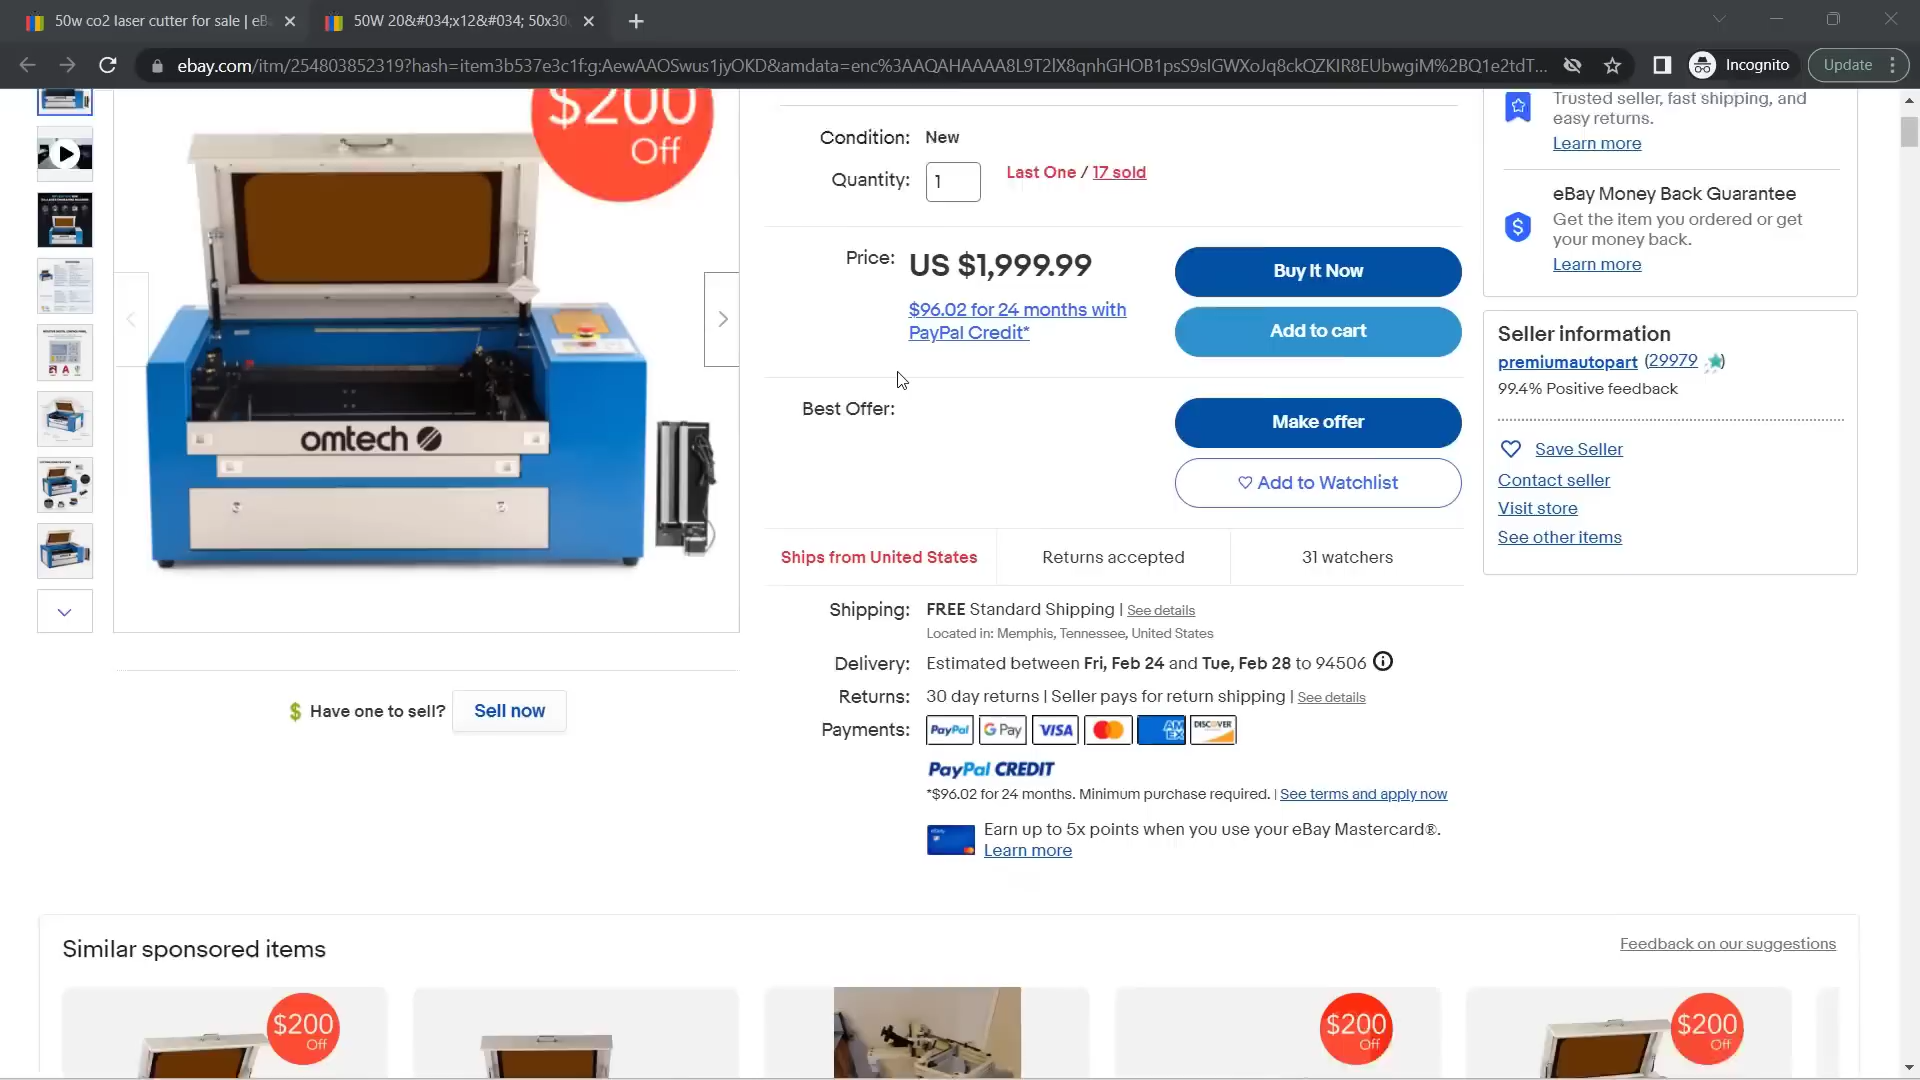 50w co2 laser cutter for sale | eB
50W 20&#034;x12&#034; 50x30c
ebay.com/itm/254803852319?hash=item3b537e3c1f:g:AewAAOSwus1jyOKD&amdata=enc%3AAQAHAAAA8L9T2lX8qnhGHOB1psS9sIGWXoJq8ckQZKIR8EUbwgiM%2BQ1e2tdT...
Incognito
Update
$200
Off
omtech
Have one to sell?
Sell now
Condition: New
Quantity: 1
Last One / 17 sold
Price: US $1,999.99
$96.02 for 24 months with
PayPal Credit*
Buy It Now
Add to cart
Best Offer:
Make offer
Add to Watchlist
Ships from United States
Returns accepted
31 watchers
Shipping: FREE Standard Shipping | See details
Located in: Memphis, Tennessee, United States
Delivery: Estimated between Fri, Feb 24 and Tue, Feb 28 to 94506
Returns: 30 day returns | Seller pays for return shipping | See details
Payments: PayPal G Pay VISA AM EX DISCOVER
PayPal CREDIT
*$96.02 for 24 months. Minimum purchase required. | See terms and apply now
Earn up to 5x points when you use your eBay Mastercard®.
Learn more
Trusted seller, fast shipping, and
easy returns.
Learn more
eBay Money Back Guarantee
Get the item you ordered or get
your money back.
Learn more
Seller information
premiumautopart (29979)
99.4% Positive feedback
Save Seller
Contact seller
Visit store
See other items
Similar sponsored items
Feedback on our suggestions
$200
Off
$200
Off
$200
Off